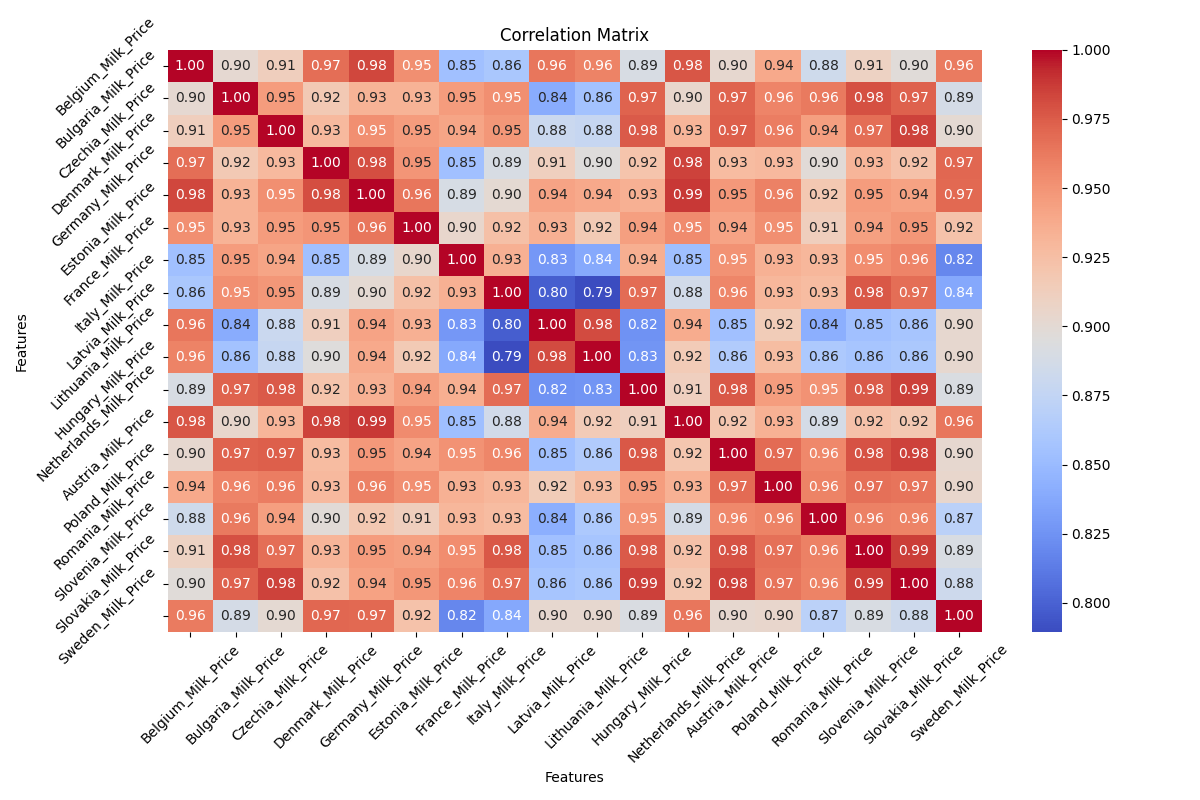 Correlation Matrix
Features
Belgium_Milk_Price 1.00 0.90 0.91 0.97 0.98 0.95 0.85 0.86 0.96 0.96 0.89 0.98 0.90 0.94 0.88 0.91 0.90 0.96
Bulgaria_Milk_Price 0.90 1.00 0.95 0.92 0.93 0.93 0.95 0.95 0.84 0.86 0.97 0.90 0.97 0.96 0.96 0.98 0.97 0.89
Czechia_Milk_Price 0.91 0.95 1.00 0.93 0.95 0.95 0.94 0.95 0.88 0.88 0.98 0.93 0.97 0.96 0.94 0.97 0.98 0.90
Denmark_Milk_Price 0.97 0.92 0.93 1.00 0.98 0.95 0.85 0.89 0.91 0.90 0.92 0.98 0.93 0.93 0.90 0.93 0.92 0.97
Germany_Milk_Price 0.98 0.93 0.95 0.98 1.00 0.96 0.89 0.90 0.94 0.94 0.93 0.99 0.95 0.96 0.92 0.95 0.94 0.97
Estonia_Milk_Price 0.95 0.93 0.95 0.95 0.96 1.00 0.90 0.92 0.93 0.92 0.94 0.95 0.94 0.95 0.91 0.94 0.95 0.92
France_Milk_Price 0.85 0.95 0.94 0.85 0.89 0.90 1.00 0.93 0.83 0.84 0.94 0.85 0.95 0.93 0.93 0.95 0.96 0.82
Italy_Milk_Price 0.86 0.95 0.95 0.89 0.90 0.92 0.93 1.00 0.80 0.79 0.97 0.88 0.96 0.93 0.93 0.98 0.97 0.84
Latvia_Milk_Price 0.96 0.84 0.88 0.91 0.94 0.93 0.83 0.80 1.00 0.98 0.82 0.94 0.85 0.92 0.84 0.85 0.86 0.90
Lithuania_Milk_Price 0.96 0.86 0.88 0.90 0.94 0.92 0.84 0.79 0.98 1.00 0.83 0.92 0.86 0.93 0.86 0.86 0.86 0.90
Hungary_Milk_Price 0.89 0.97 0.98 0.92 0.93 0.94 0.94 0.97 0.82 0.83 1.00 0.91 0.98 0.95 0.95 0.98 0.99 0.89
Netherlands_Milk_Price 0.98 0.90 0.93 0.98 0.99 0.95 0.85 0.88 0.94 0.92 0.91 1.00 0.92 0.93 0.89 0.92 0.92 0.96
Austria_Milk_Price 0.90 0.97 0.97 0.93 0.95 0.94 0.95 0.96 0.85 0.86 0.98 0.92 1.00 0.97 0.96 0.98 0.98 0.90
Poland_Milk_Price 0.94 0.96 0.96 0.93 0.96 0.95 0.93 0.93 0.92 0.93 0.95 0.93 0.97 1.00 0.96 0.97 0.97 0.90
Romania_Milk_Price 0.88 0.96 0.94 0.90 0.92 0.91 0.93 0.93 0.84 0.86 0.95 0.89 0.96 0.96 1.00 0.96 0.96 0.87
Slovenia_Milk_Price 0.91 0.98 0.97 0.93 0.95 0.94 0.95 0.98 0.85 0.86 0.98 0.92 0.98 0.97 0.96 1.00 0.99 0.89
Slovakia_Milk_Price 0.90 0.97 0.98 0.92 0.94 0.95 0.96 0.97 0.86 0.86 0.99 0.92 0.98 0.97 0.96 0.99 1.00 0.88
Sweden_Milk_Price 0.96 0.89 0.90 0.97 0.97 0.92 0.82 0.84 0.90 0.90 0.89 0.96 0.90 0.90 0.87 0.89 0.88 1.00
Belgium_Milk_Price
Bulgaria_Milk_Price
Czechia_Milk_Price
Denmark_Milk_Price
Germany_Milk_Price
Estonia_Milk_Price
France_Milk_Price
Italy_Milk_Price
Latvia_Milk_Price
Lithuania_Milk_Price
Hungary_Milk_Price
Netherlands_Milk_Price
Austria_Milk_Price
Poland_Milk_Price
Romania_Milk_Price
Slovenia_Milk_Price
Slovakia_Milk_Price
Sweden_Milk_Price
Features
1.000
0.975
0.950
0.925
0.900
0.875
0.850
0.825
0.800